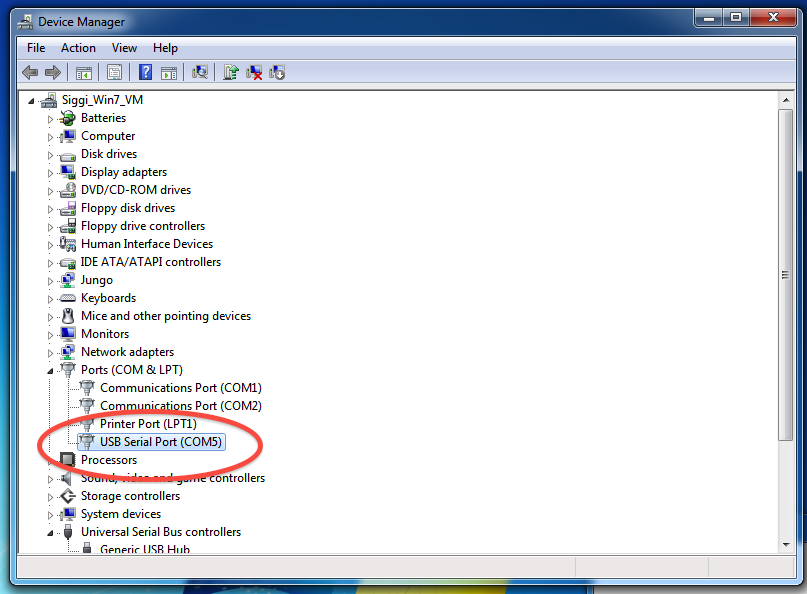 Device Manager
File Action View Help
Siggi_Win7_VM
Batteries
Computer
Disk drives
Display adapters
DVD/CD-ROM drives
Floppy disk drives
Floppy drive controllers
Human Interface Devices
IDE ATA/ATAPI controllers
Jungo
Keyboards
Mice and other pointing devices
Monitors
Network adapters
Ports (COM & LPT)
Communications Port (COM1)
Communications Port (COM2)
Printer Port (LPT1)
USB Serial Port (COM5)
Processors
Sound, video and game controllers
Storage controllers
System devices
Universal Serial Bus controllers
Generic USB Hub